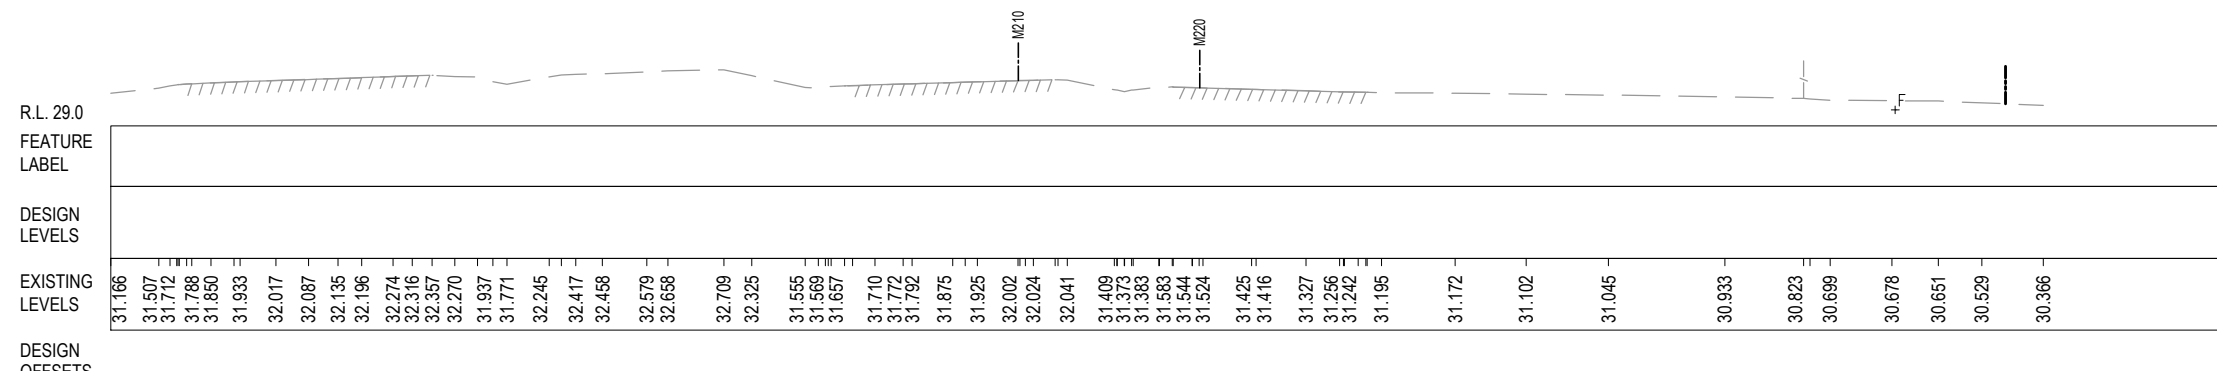 M210
M220
F
R.L. 29.0
FEATURE
LABEL
DESIGN
LEVELS
EXISTING
LEVELS
31.166 31.507 31.712 31.788 31.850 31.933 32.017 32.087 32.135 32.196 32.274 32.316 32.357 32.270 31.937 31.771 32.245 32.417 32.458 32.579 32.658 32.709 32.325 31.555 31.569 31.657 31.710 31.772 31.792 31.875 31.925 32.002 32.024 32.041 31.409 31.373 31.383 31.583 31.544 31.524 31.425 31.416 31.327 31.256 31.242 31.195 31.172 31.102 31.045 30.933 30.823 30.699 30.678 30.651 30.529 30.366
DESIGN
OFFSETS